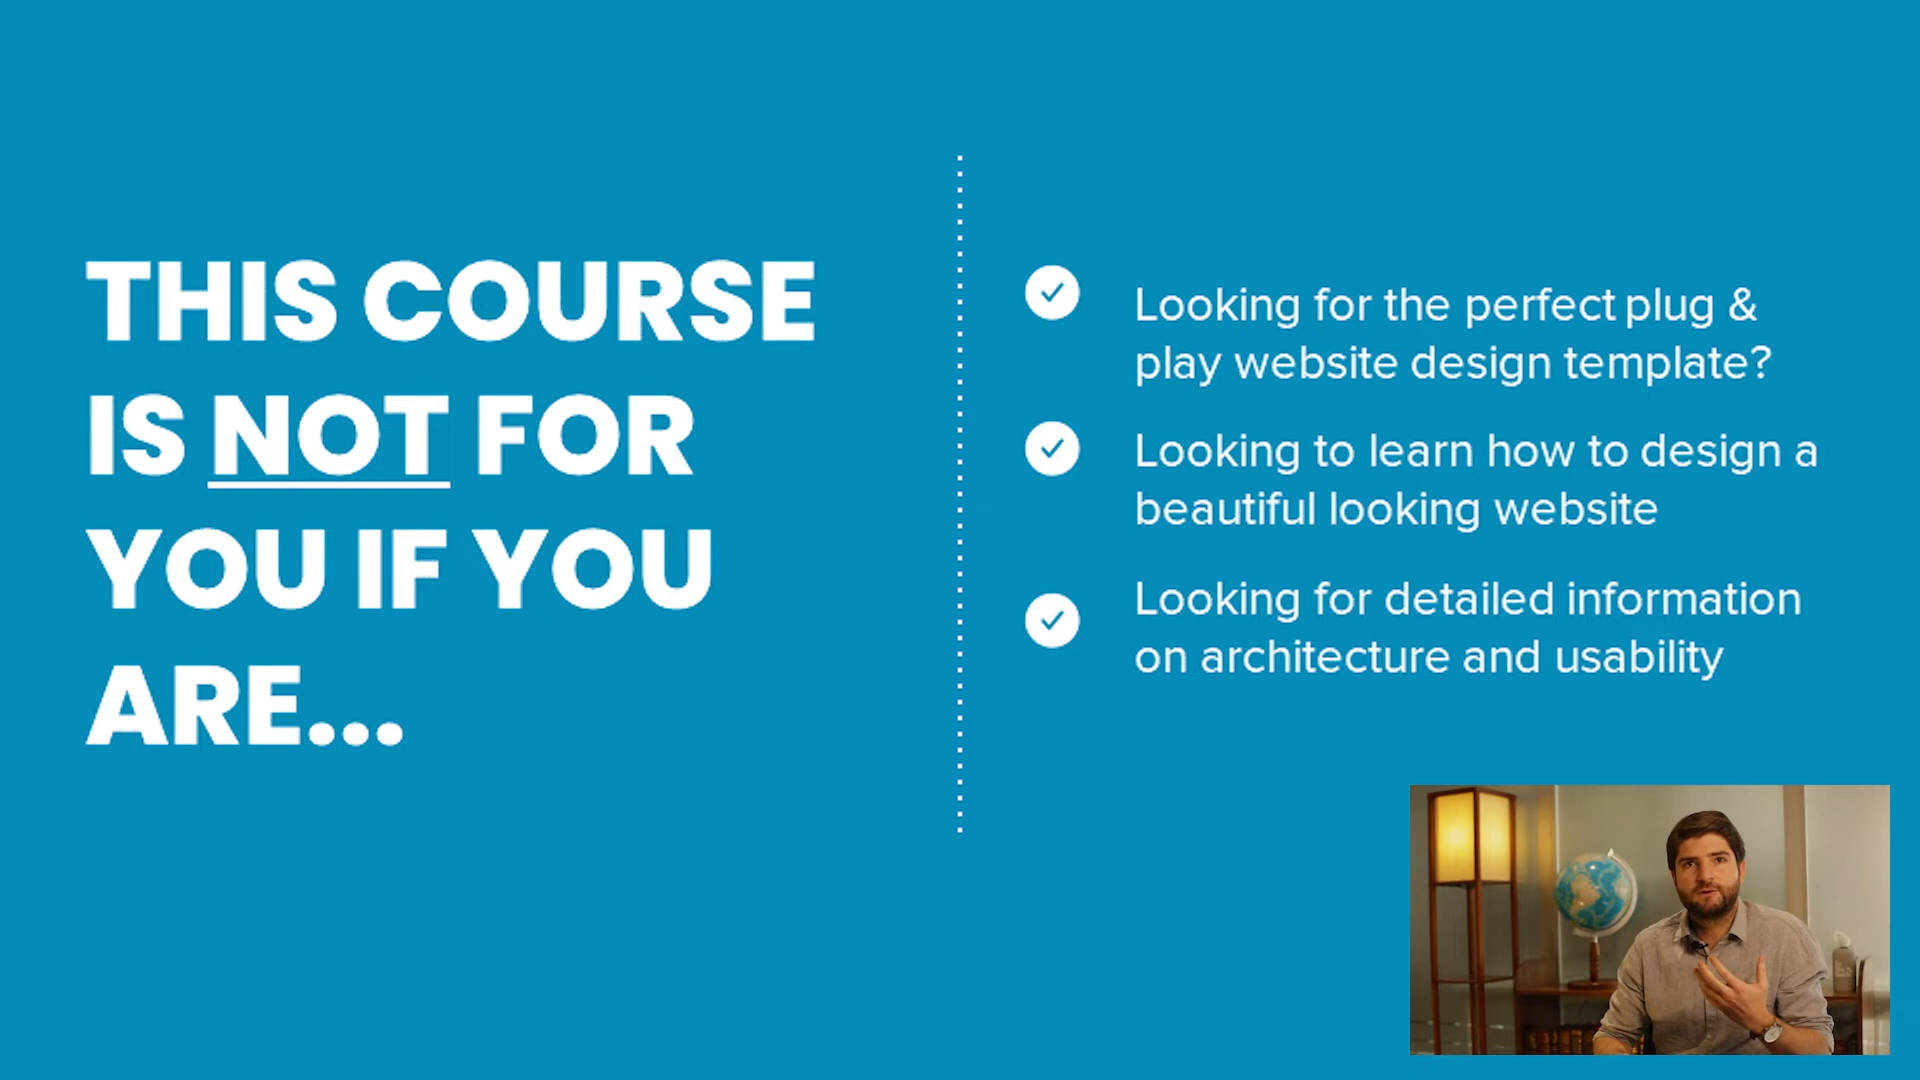 THIS COURSE
IS NOT FOR
YOU IF YOU
ARE...
Looking for the perfect plug &
play website design template?
Looking to learn how to design a
beautiful looking website
Looking for detailed information
on architecture and usability